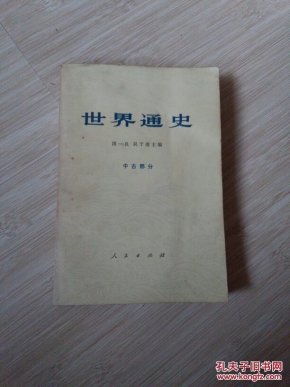 世界通史
周一良 吴于廑主编
中古部分
人民出版社
孔夫子旧书网